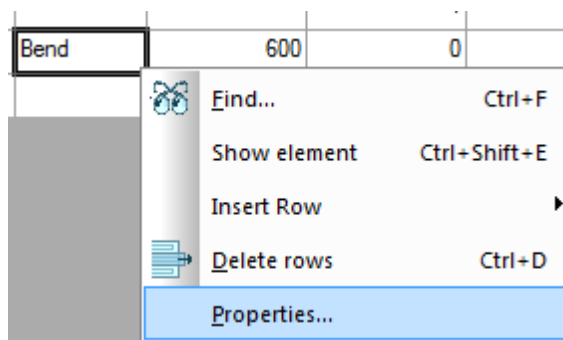 Bend 600 0
Find... Ctrl+F
Show element Ctrl+Shift+E
Insert Row
Delete rows Ctrl+D
Properties...